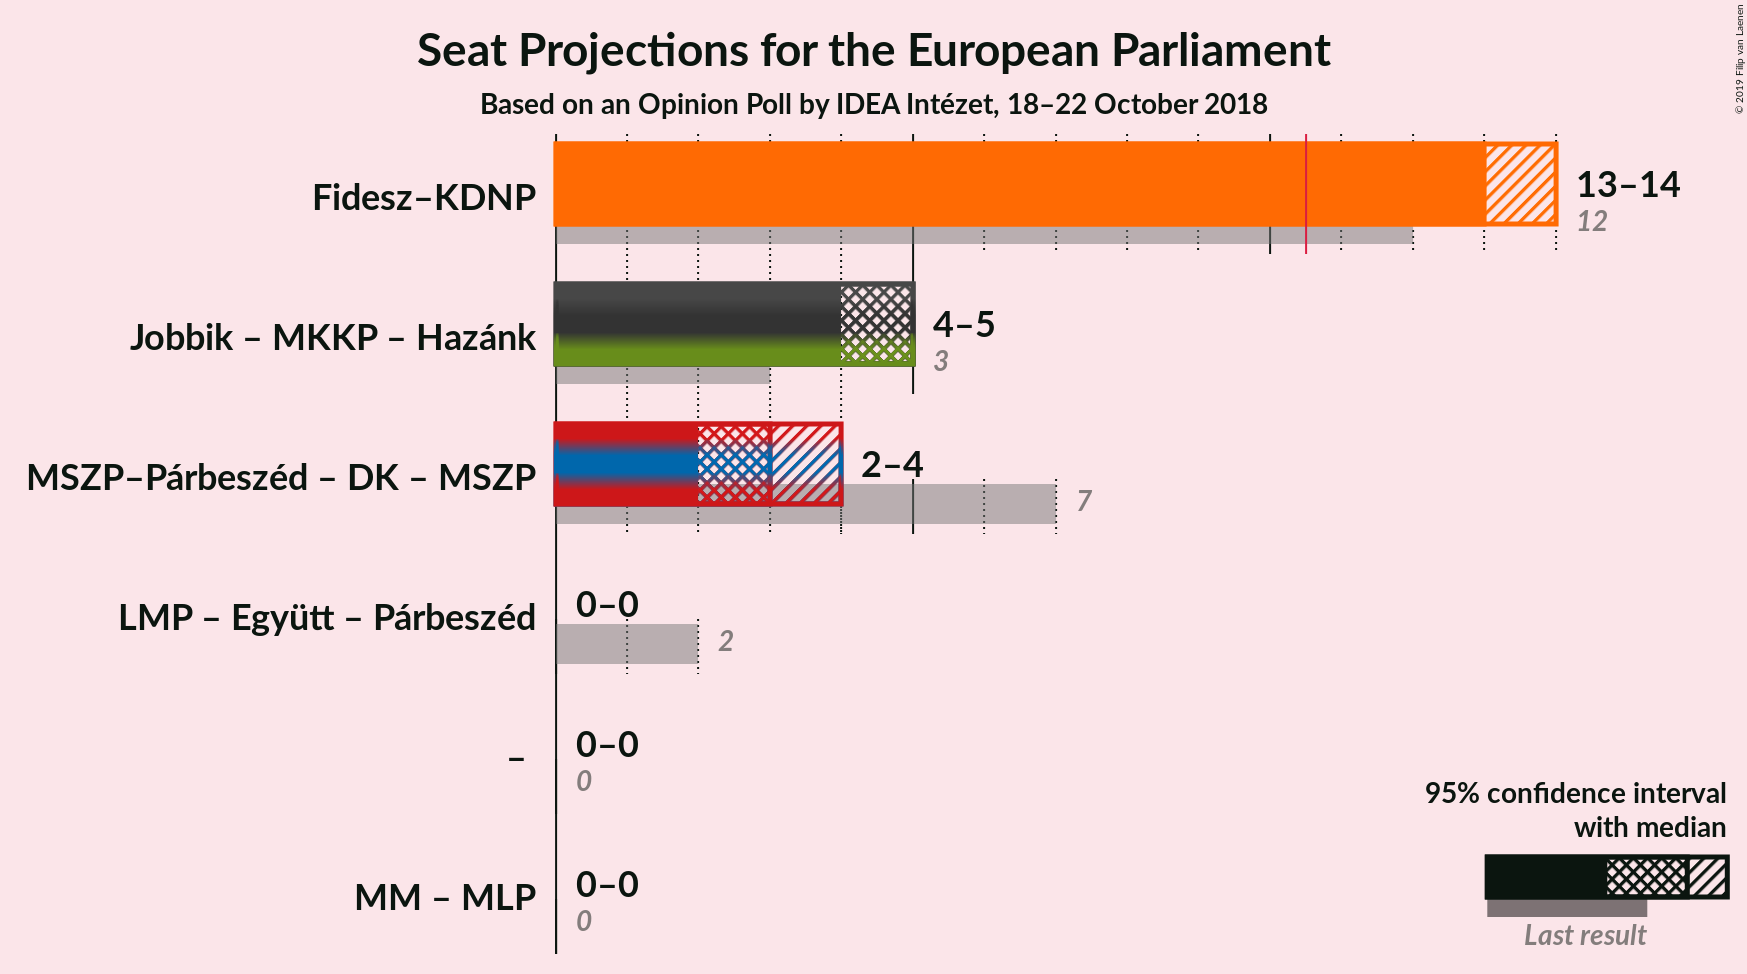 Seat Projections for the European Parliament
Based on an Opinion Poll by IDEA Intézet, 18–22 October 2018
© 2019 Filip van Laenen
Fidesz–KDNP
13–14
12
Jobbik – MKKP – Hazánk
4–5
3
MSZP–Párbeszéd – DK – MSZP
2–4
7
LMP – Együtt – Párbeszéd
0–0
2
–
0–0
0
MM – MLP
0–0
0
95% confidence interval
with median
Last result